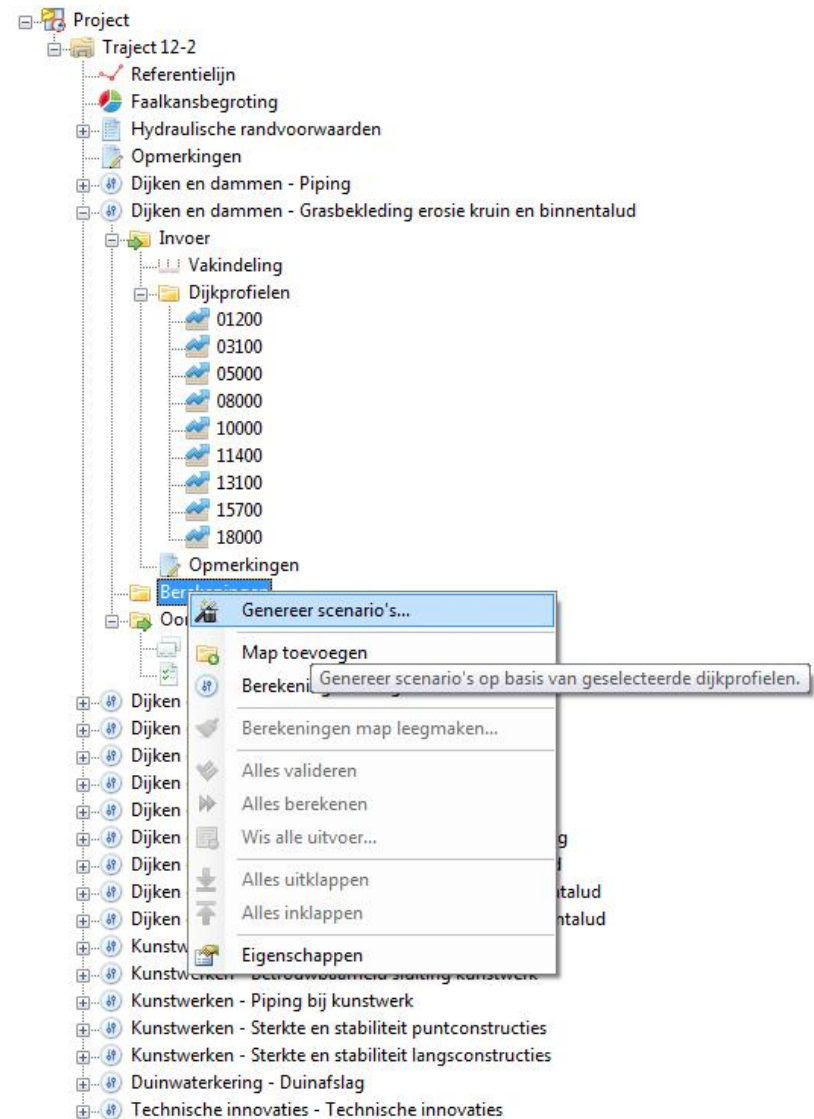 Project
Traject 12-2
Referentielijn
Faalkansbegroting
Hydraulische randvoorwaarden
Opmerkingen
Dijken en dammen - Piping
Dijken en dammen - Grasbekleding erosie kruin en binnentalud
Invoer
Vakindeling
Dijkprofielen
01200
03100
05000
08000
10000
11400
13100
15700
18000
Opmerkingen
Genereer scenario's...
Map toevoegen
Genereer scenario's op basis van geselecteerde dijkprofielen.
Dijken
Dijken
Berekeningen map leegmaken...
Dijken
Alles valideren
Dijken
Dijken
Alles berekenen
Dijken
Wis alle uitvoer...
Dijken
Dijken
Alles uitklappen
Dijken
Alles inklappen
Eigenschappen
Kunstwerken - Piping bij kunstwerk
Kunstwerken - Sterkte en stabiliteit puntconstructies
Kunstwerken - Sterkte en stabiliteit langsconstructies
Duinwaterkering - Duinafslag
Technische innovaties - Technische innovaties